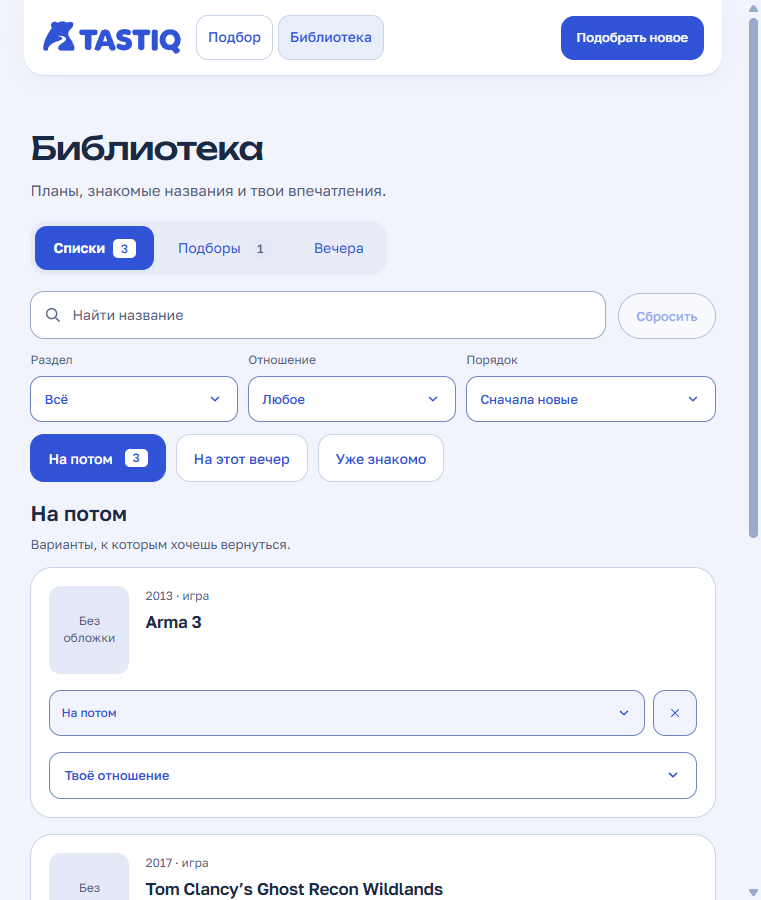 TASTIQ
Подбор
Библиотека
Подобрать новое
Библиотека
Планы, знакомые названия и твои впечатления.
Списки 3
Подборы 1
Вечера
Найти название
Сбросить
Раздел
Отношение
Порядок
Всё
Любое
Сначала новые
На потом 3
На этот вечер
Уже знакомо
На потом
Варианты, к которым хочешь вернуться.
Без
обложки
2013 · игра
Arma 3
На потом
Твоё отношение
Без
2017 · игра
Tom Clancy’s Ghost Recon Wildlands